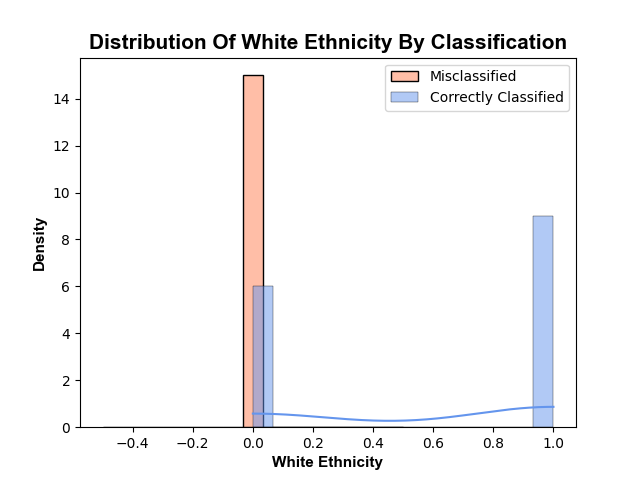 Distribution Of White Ethnicity By Classification
Misclassified
Correctly Classified
14
12
10
8
6
4
2
0
Density
−0.4 −0.2 0.0 0.2 0.4 0.6 0.8 1.0
White Ethnicity